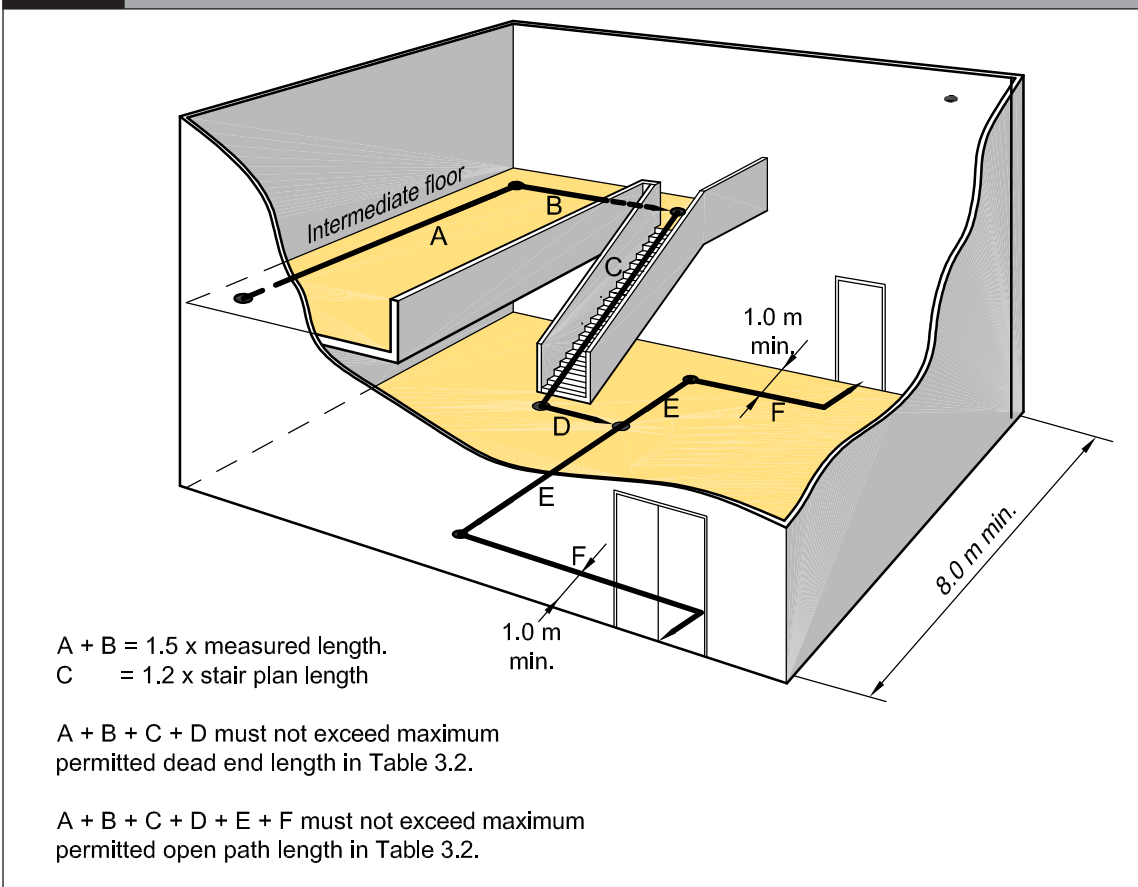 Intermediate floor
A
B
C
1.0 m
min.
F
E
D
E
F
1.0 m
min.
8.0 m min.
A + B = 1.5 x measured length.
C = 1.2 x stair plan length
A + B + C + D must not exceed maximum
permitted dead end length in Table 3.2.
A + B + C + D + E + F must not exceed maximum
permitted open path length in Table 3.2.